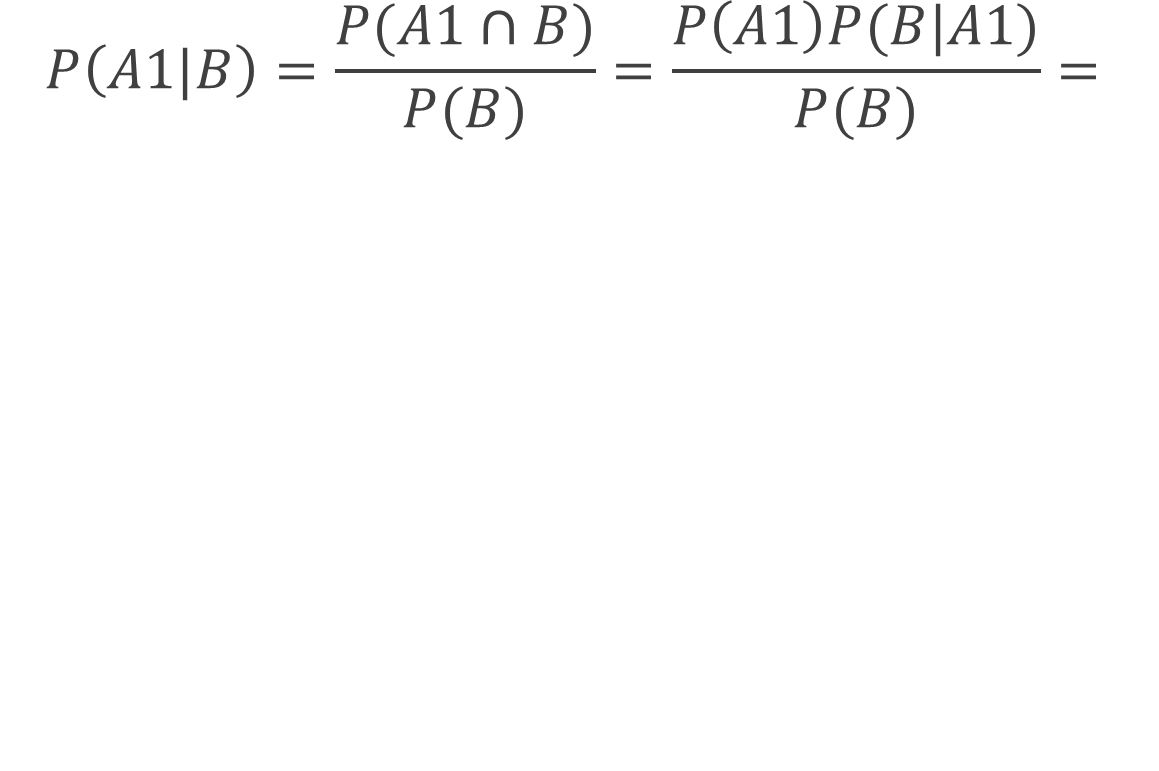 P(A1|B) = P(A1 ∩ B) / P(B) = P(A1)P(B|A1) / P(B) =